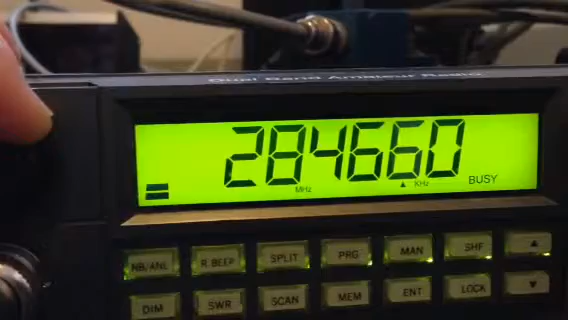 Dual Band Amateur Radio
284660
MHz ▲ KHz BUSY
NB/ANL R.BEEP SPLIT PRG MAN SHF ▲
DIM SWR SCAN MEM ENT LOCK ▼